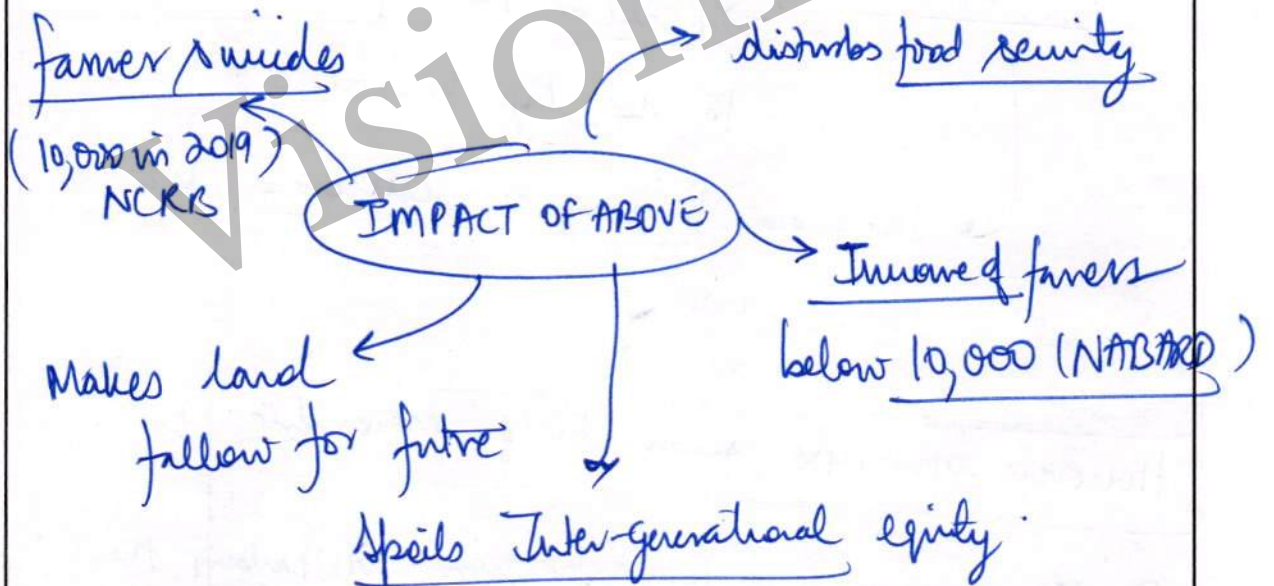 farmer suicides
(10,000 in 2019)
NCRB
disturbs food security
IMPACT OF ABOVE
Income of farmers
below 10,000 (NABARD)
Makes land
fallow for future
Spoils Inter-generational equity.
Vision